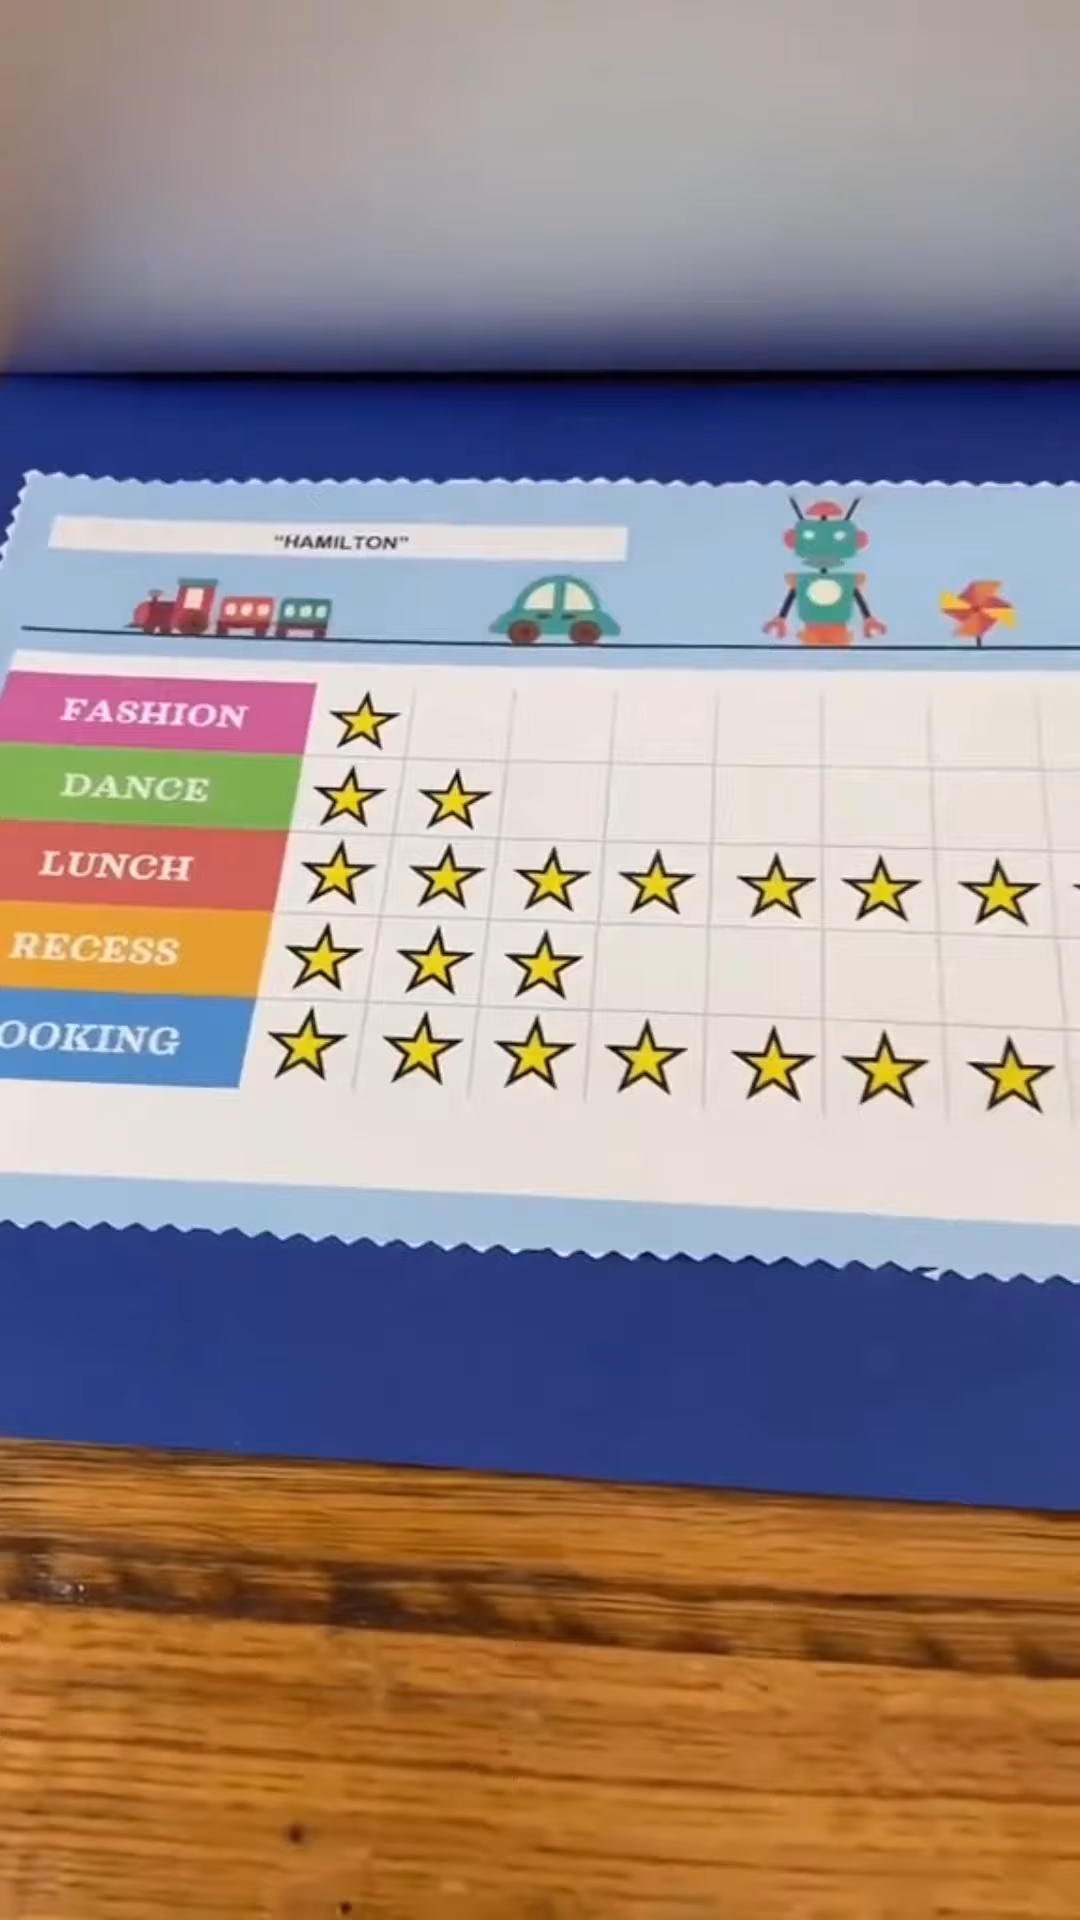 "HAMILTON"
FASHION
DANCE
LUNCH
RECESS
OOKING